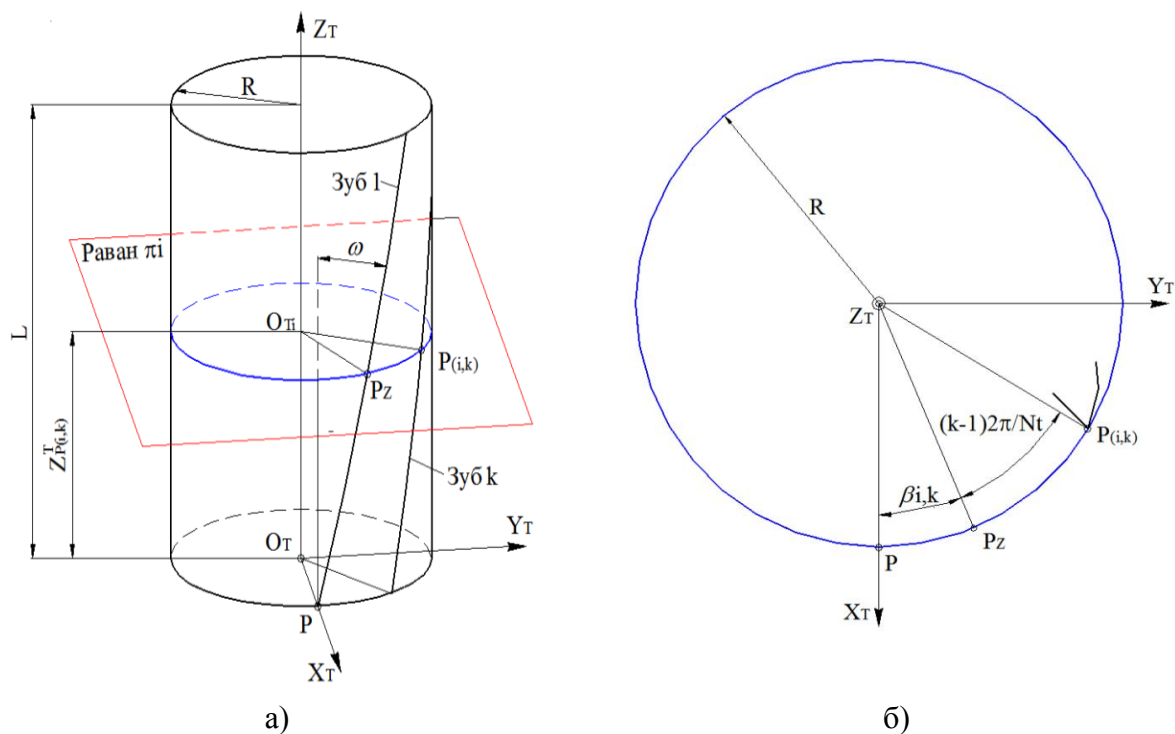 ZT
R
Зуб 1
ω
Раван πi
L
OTi
P(i,k)
PZ
Z^T_P(i,k)
Зуб k
OT
YT
P
XT
а)
R
YT
ZT
(k-1)2π/Nt
P(i,k)
βi,k
PZ
P
XT
б)